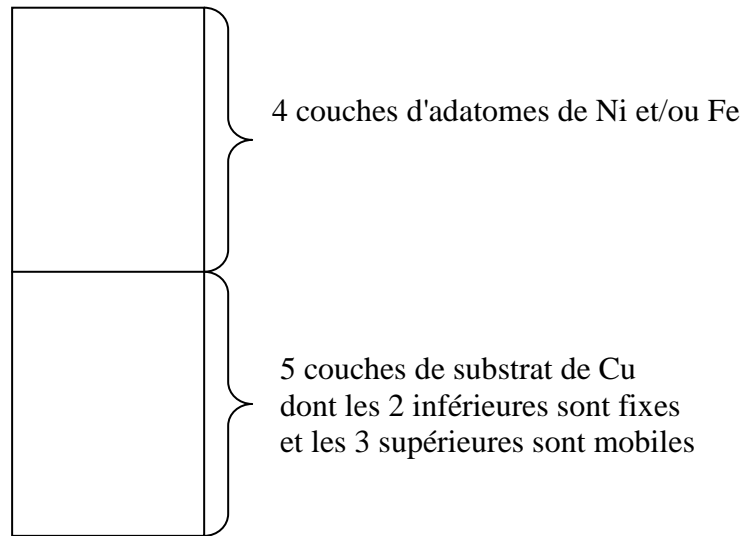 4 couches d'adatomes de Ni et/ou Fe
5 couches de substrat de Cu
dont les 2 inférieures sont fixes
et les 3 supérieures sont mobiles